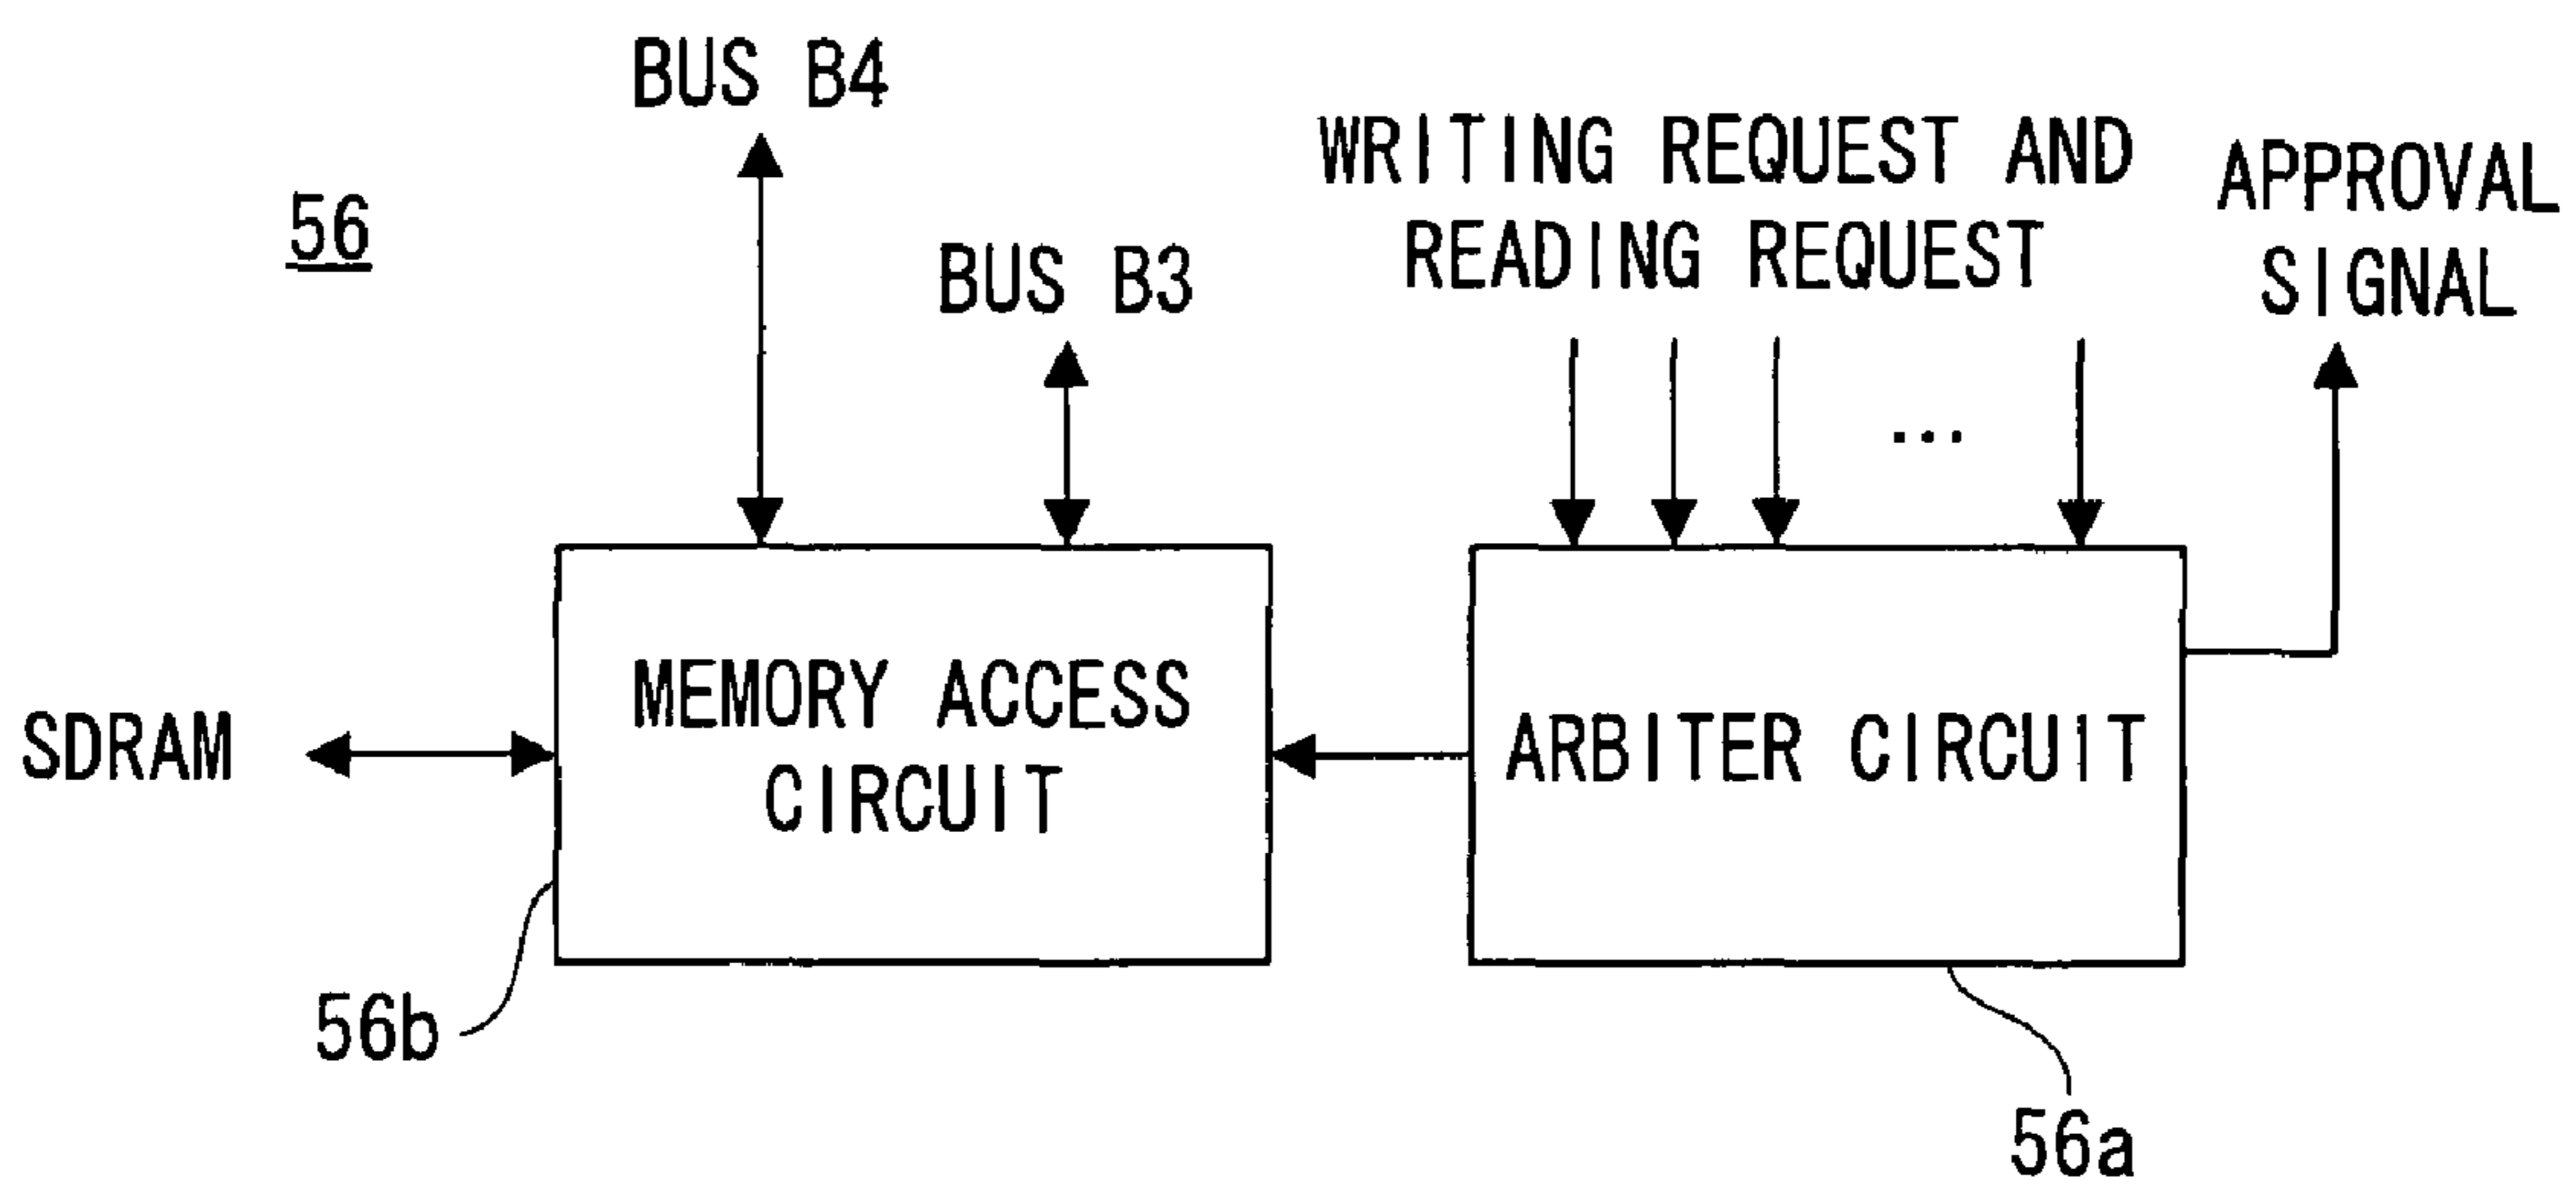 BUS B4
WRITING REQUEST AND
READING REQUEST
APPROVAL
SIGNAL
56
BUS B3
...
MEMORY ACCESS
CIRCUIT
ARBITER CIRCUIT
SDRAM
56b
56a